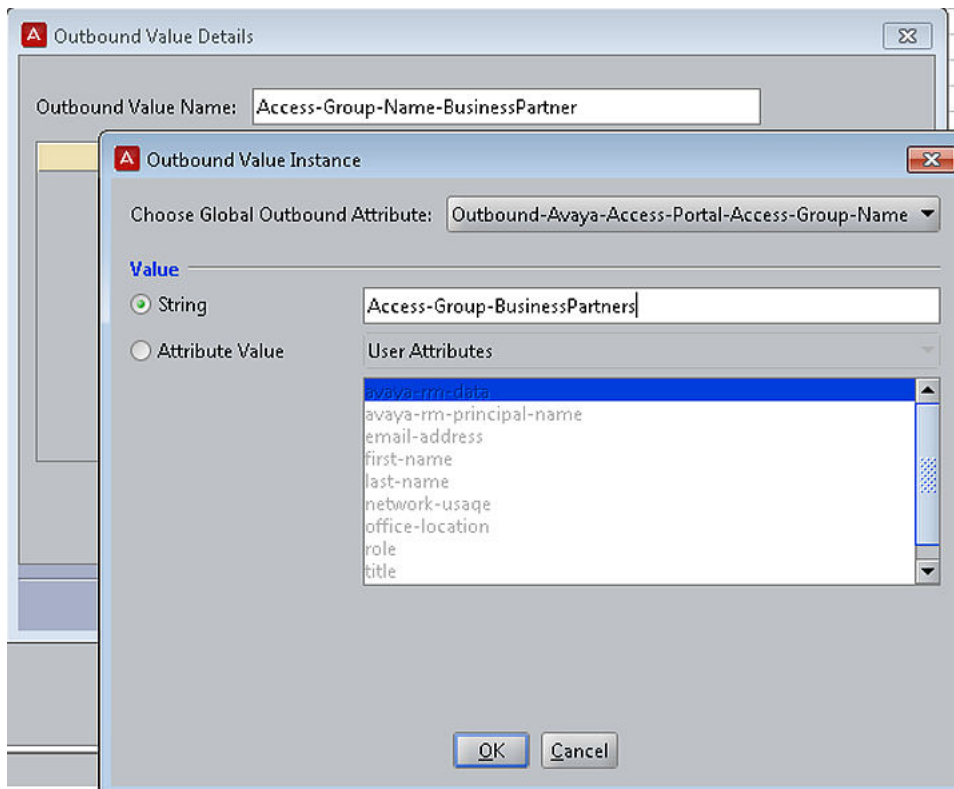 Outbound Value Details
Outbound Value Name: Access-Group-Name-BusinessPartner
Outbound Value Instance
Choose Global Outbound Attribute: Outbound-Avaya-Access-Portal-Access-Group-Name
Value
String Access-Group-BusinessPartners
Attribute Value User Attributes
avaya-rm-data
avaya-rm-principal-name
email-address
first-name
last-name
network-usage
office-location
role
title
OK Cancel